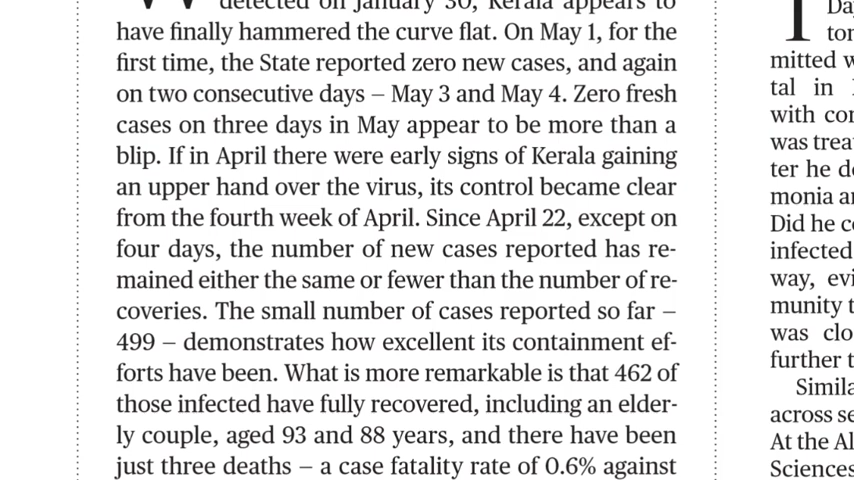 detected on January 30, Kerala appears to
have finally hammered the curve flat. On May 1, for the
first time, the State reported zero new cases, and again
on two consecutive days – May 3 and May 4. Zero fresh
cases on three days in May appear to be more than a
blip. If in April there were early signs of Kerala gaining
an upper hand over the virus, its control became clear
from the fourth week of April. Since April 22, except on
four days, the number of new cases reported has re-
mained either the same or fewer than the number of re-
coveries. The small number of cases reported so far –
499 – demonstrates how excellent its containment ef-
forts have been. What is more remarkable is that 462 of
those infected have fully recovered, including an elder-
ly couple, aged 93 and 88 years, and there have been
just three deaths – a case fatality rate of 0.6% against
mitted
tal in
with
was
ter he
monia
Did he
infected
way,
munity
was
further
across
At the
Sciences